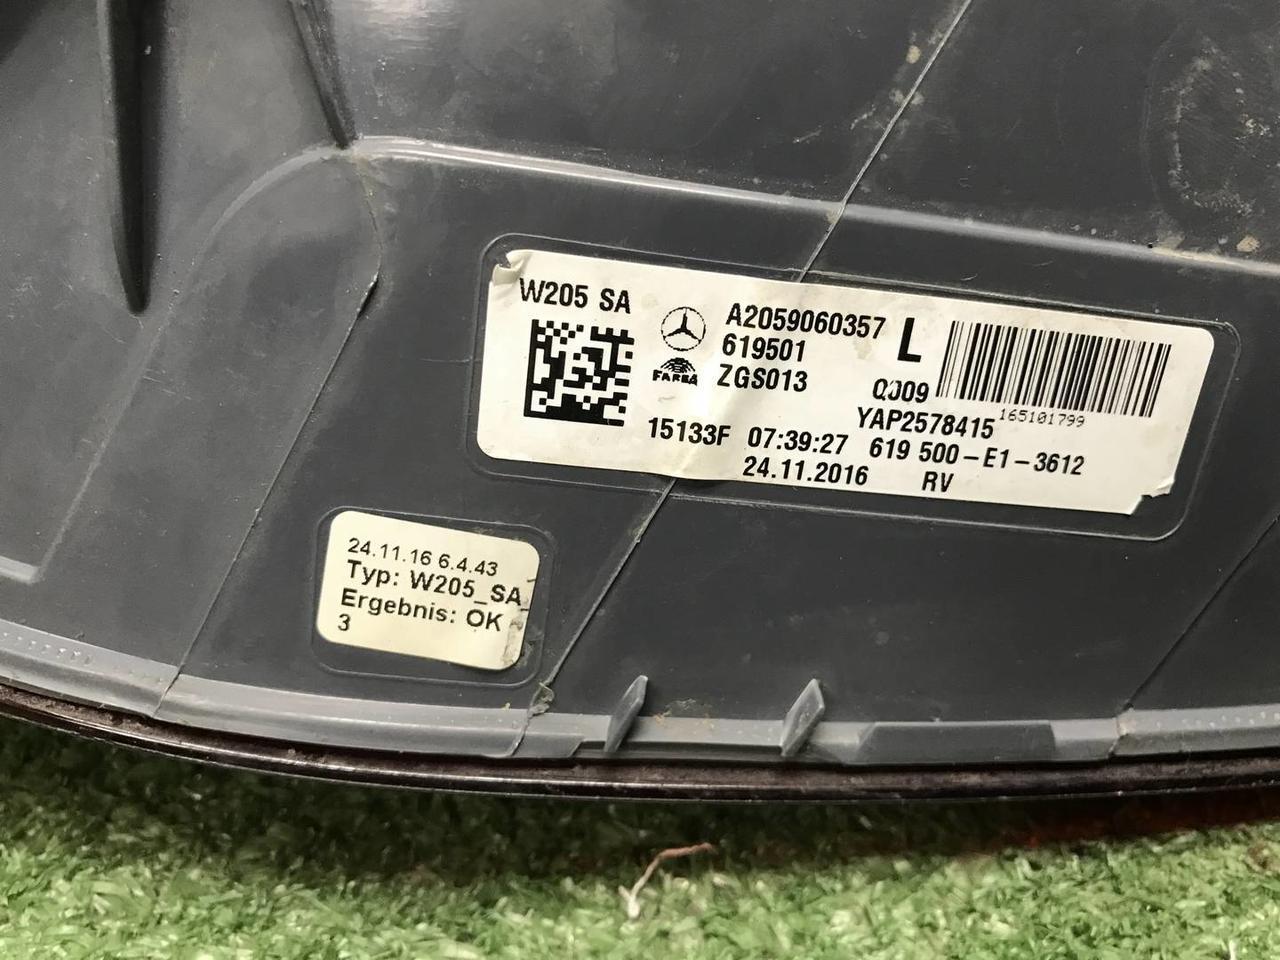 W205 SA
A2059060357 L
619501
ZGS013
Q009
YAP2578415
165101799
15133F 07:39:27 619 500-E1-3612
24.11.2016 RV
24.11.16 6.4.43
Typ: W205_SA
Ergebnis: OK
3